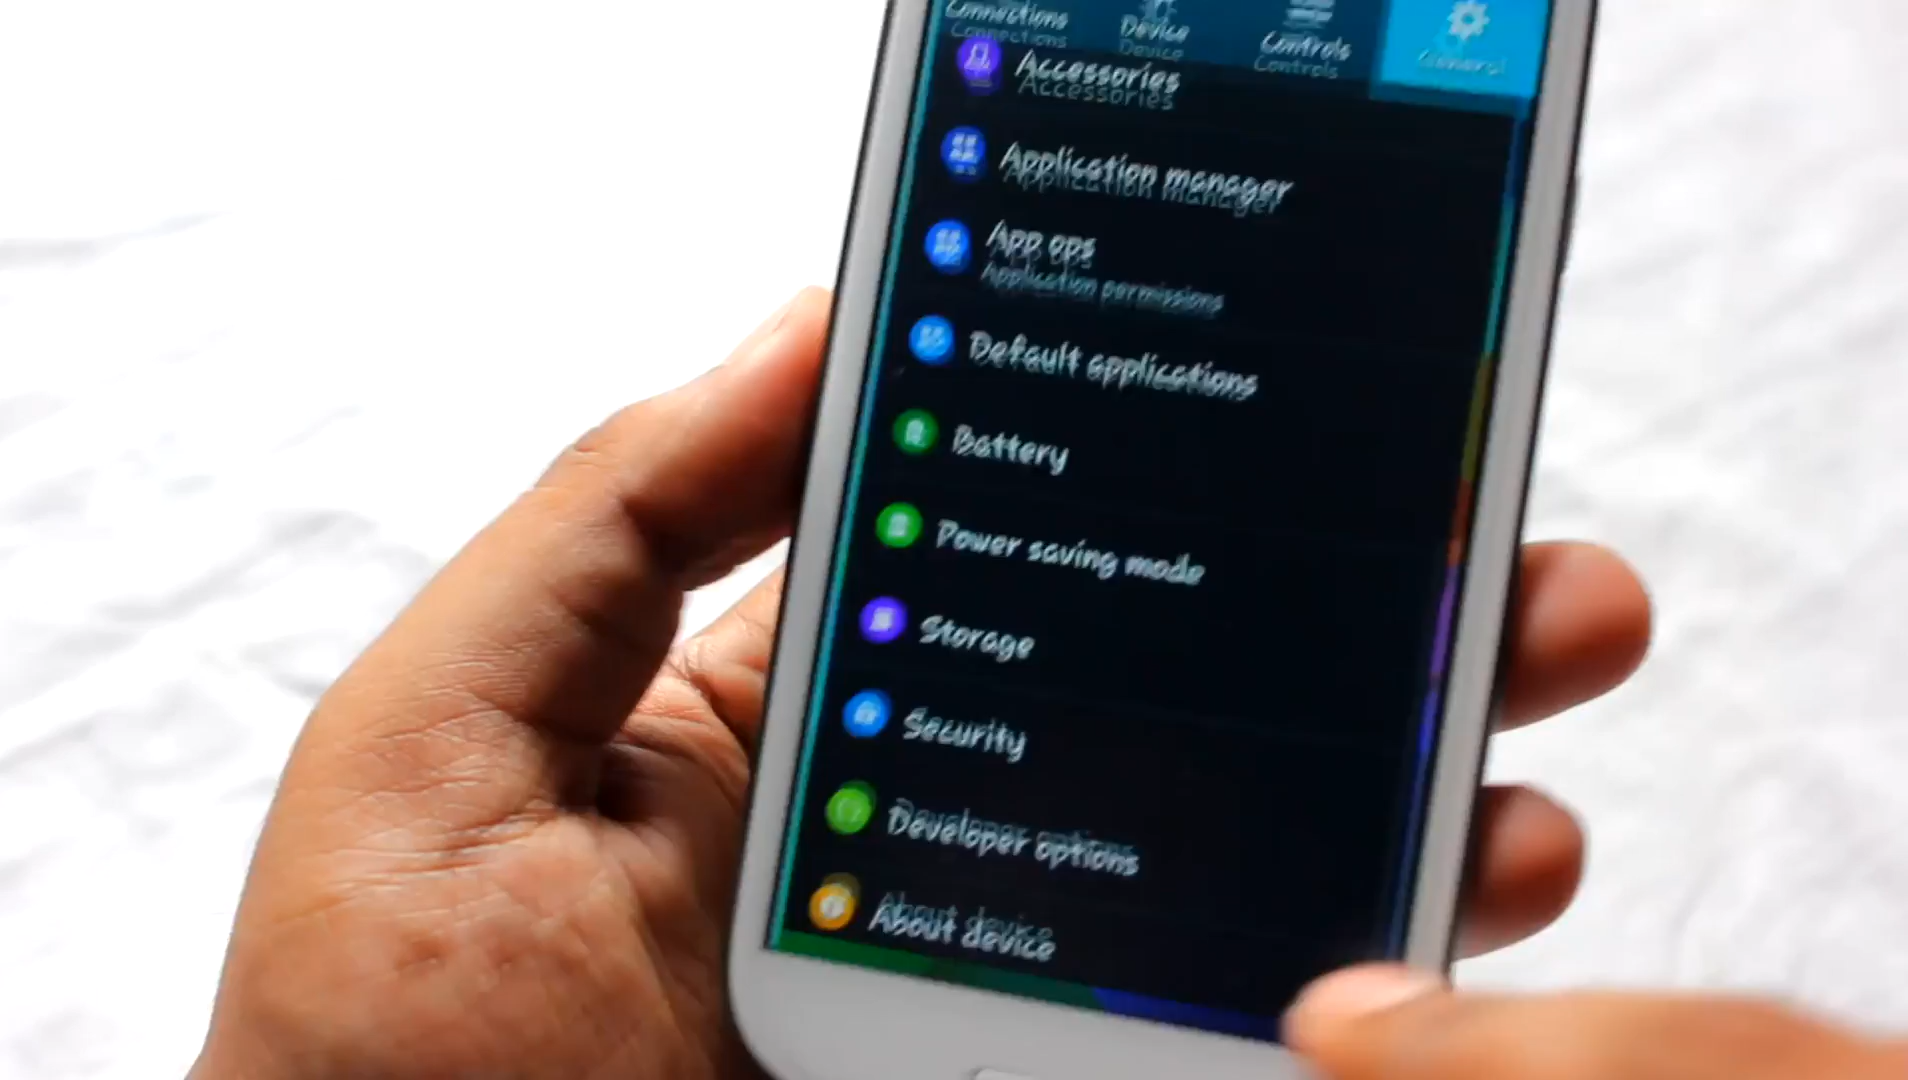 Connections
Device
Controls
General
Accessories
Application manager
App ops
Application permissions
Default applications
Battery
Power saving mode
Storage
Security
Developer options
About device